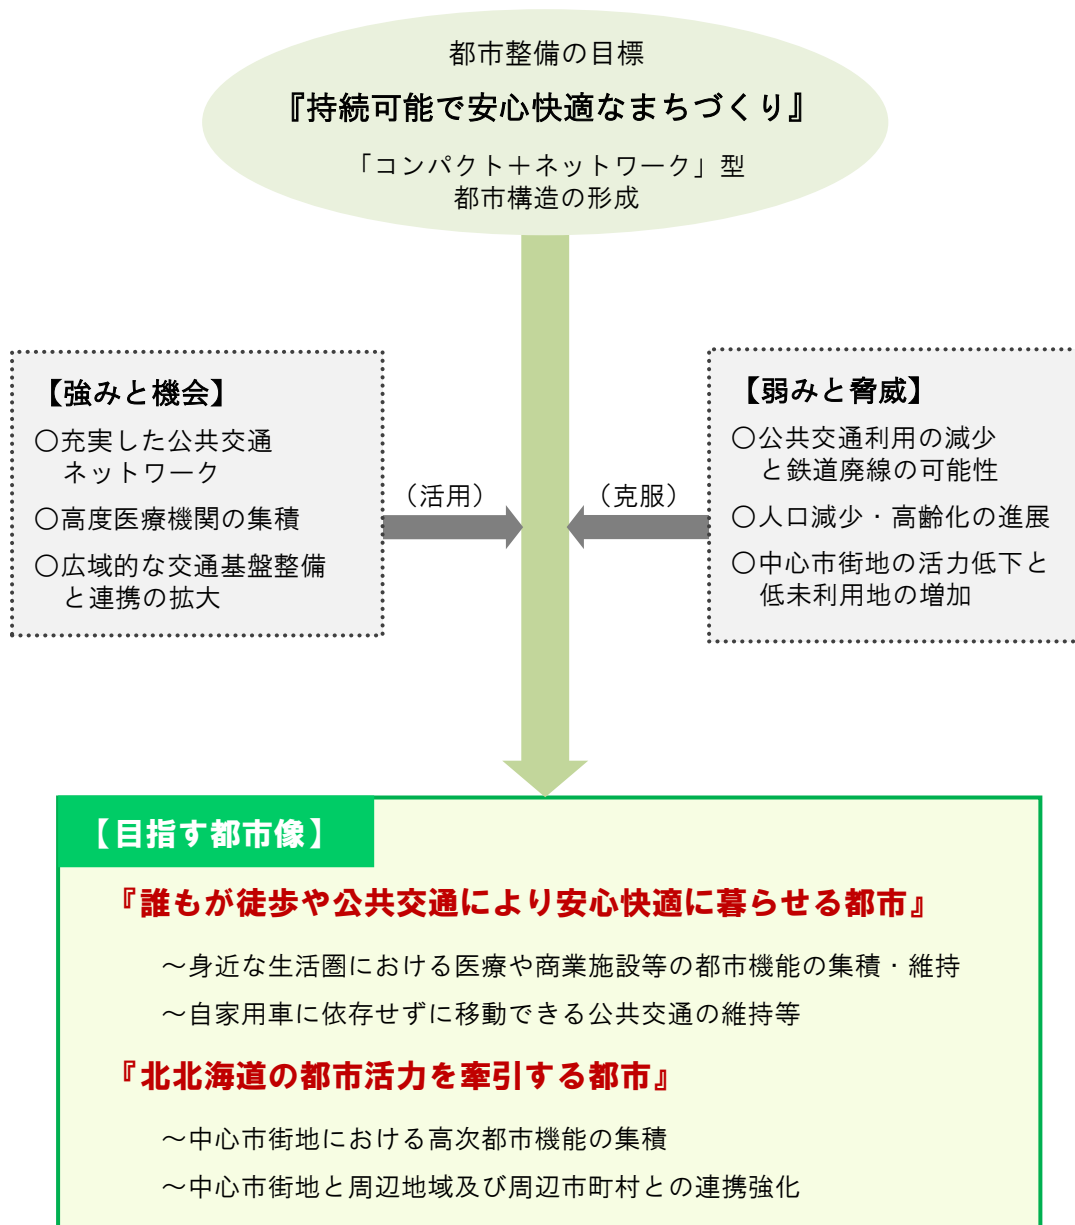 都市整備の目標
『持続可能で安心快適なまちづくり』
「コンパクト＋ネットワーク」型
都市構造の形成
【強みと機会】
〇充実した公共交通
ネットワーク
〇高度医療機関の集積
〇広域的な交通基盤整備
と連携の拡大
（活用）
（克服）
【弱みと脅威】
〇公共交通利用の減少
と鉄道廃線の可能性
〇人口減少・高齢化の進展
〇中心市街地の活力低下と
低未利用地の増加
【目指す都市像】
『誰もが徒歩や公共交通により安心快適に暮らせる都市』
～身近な生活圏における医療や商業施設等の都市機能の集積・維持
～自家用車に依存せずに移動できる公共交通の維持等
『北北海道の都市活力を牽引する都市』
～中心市街地における高次都市機能の集積
～中心市街地と周辺地域及び周辺市町村との連携強化